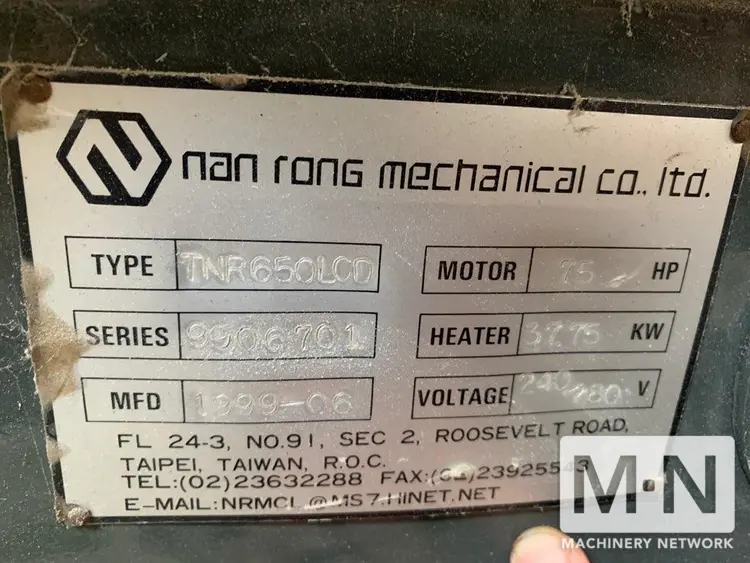 nan rong mechanical co., ltd.
TYPE TNR650LCD MOTOR 75 HP
SERIES 9906701 HEATER 37.75 KW
MFD 1999-06 VOLTAGE 240/480 V
FL 24-3, NO.91, SEC 2, ROOSEVELT ROAD,
TAIPEI, TAIWAN, R.O.C.
TEL:(02)23632288 FAX:(02)23925543
E-MAIL:NRMCL@MS7.HINET.NET
M·N
MACHINERY NETWORK